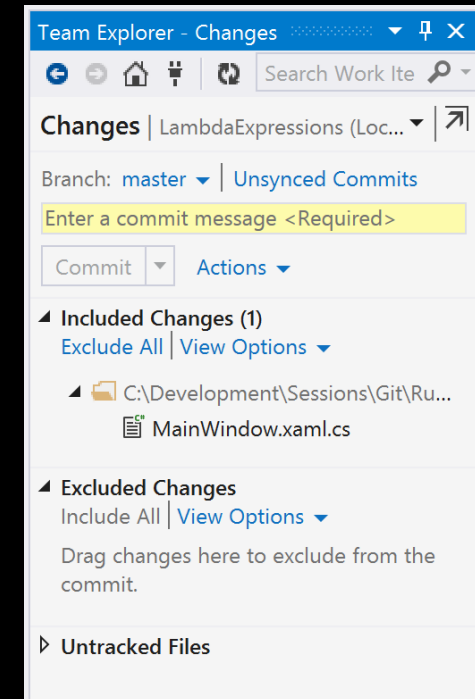 Team Explorer - Changes
Search Work Ite
Changes | LambdaExpressions (Loc...
Branch: master | Unsynced Commits
Enter a commit message <Required>
Commit Actions
Included Changes (1)
Exclude All | View Options
C:\Development\Sessions\Git\Ru...
C# MainWindow.xaml.cs
Excluded Changes
Include All | View Options
Drag changes here to exclude from the
commit.
Untracked Files